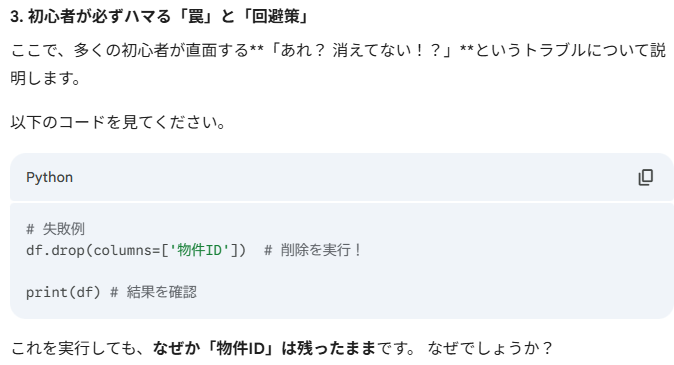 3. 初心者が必ずハマる「罠」と「回避策」
ここで、多くの初心者が直面する**「あれ？ 消えてない！？」**というトラブルについて説
明します。
以下のコードを見てください。
Python
# 失敗例
df.drop(columns=['物件ID'])  # 削除を実行！
print(df) # 結果を確認
これを実行しても、なぜか「物件ID」は残ったままです。 なぜでしょうか？